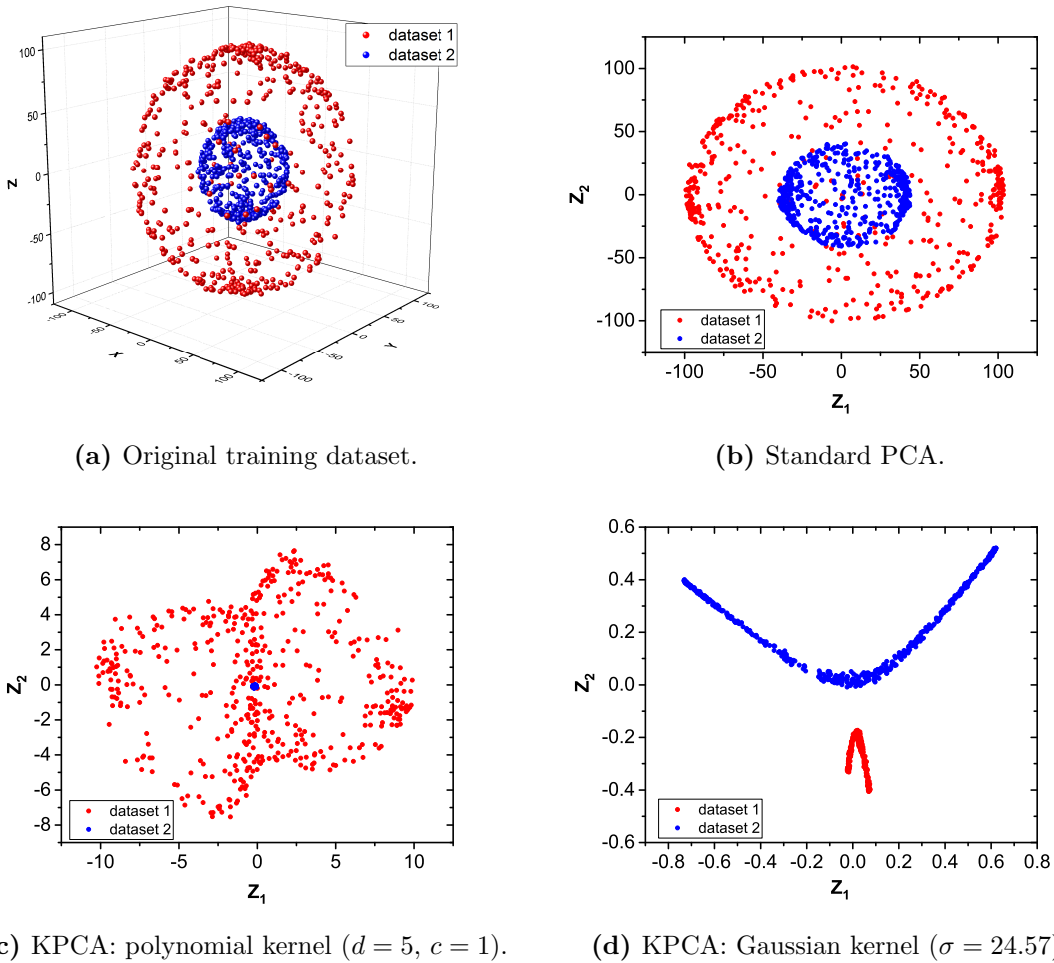 dataset 1
dataset 2
100
50
0
-50
-100
z
-100
-50
0
50
100
x
-100
-50
0
50
100
y
(a) Original training dataset.
dataset 1
dataset 2
100
50
0
-50
-100
Z2
-100
-50
0
50
100
Z1
(b) Standard PCA.
dataset 1
dataset 2
8
6
4
2
0
-2
-4
-6
-8
Z2
-10
-5
0
5
10
Z1
c) KPCA: polynomial kernel (d = 5, c = 1).
dataset 1
dataset 2
0.6
0.4
0.2
0.0
-0.2
-0.4
-0.6
Z2
-0.8
-0.6
-0.4
-0.2
0.0
0.2
0.4
0.6
0.8
Z1
(d) KPCA: Gaussian kernel (σ = 24.57)